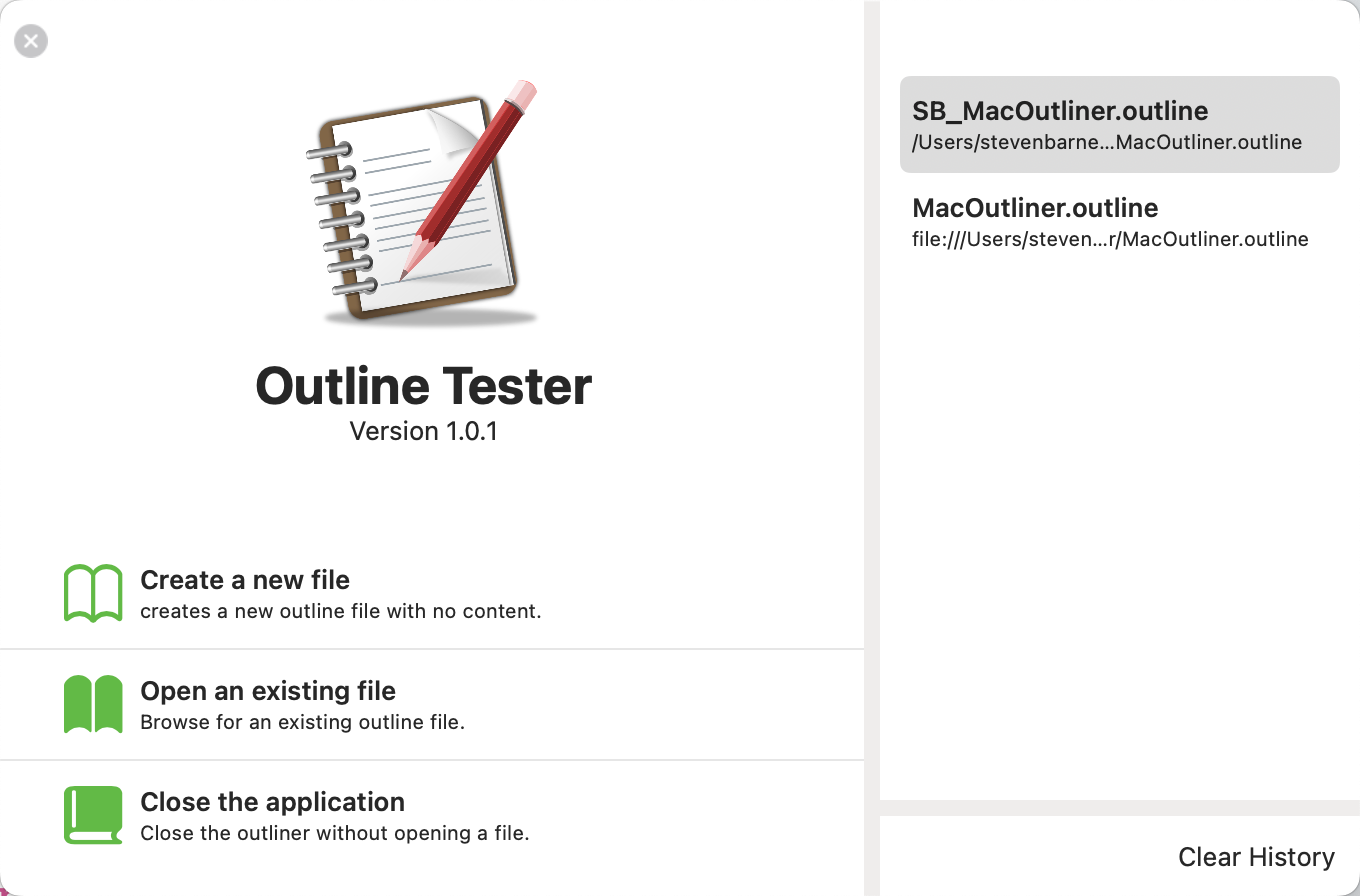 Outline Tester
Version 1.0.1
Create a new file
creates a new outline file with no content.
Open an existing file
Browse for an existing outline file.
Close the application
Close the outliner without opening a file.
SB_MacOutliner.outline
/Users/stevenbarne...MacOutliner.outline
MacOutliner.outline
file:///Users/steven...r/MacOutliner.outline
Clear History